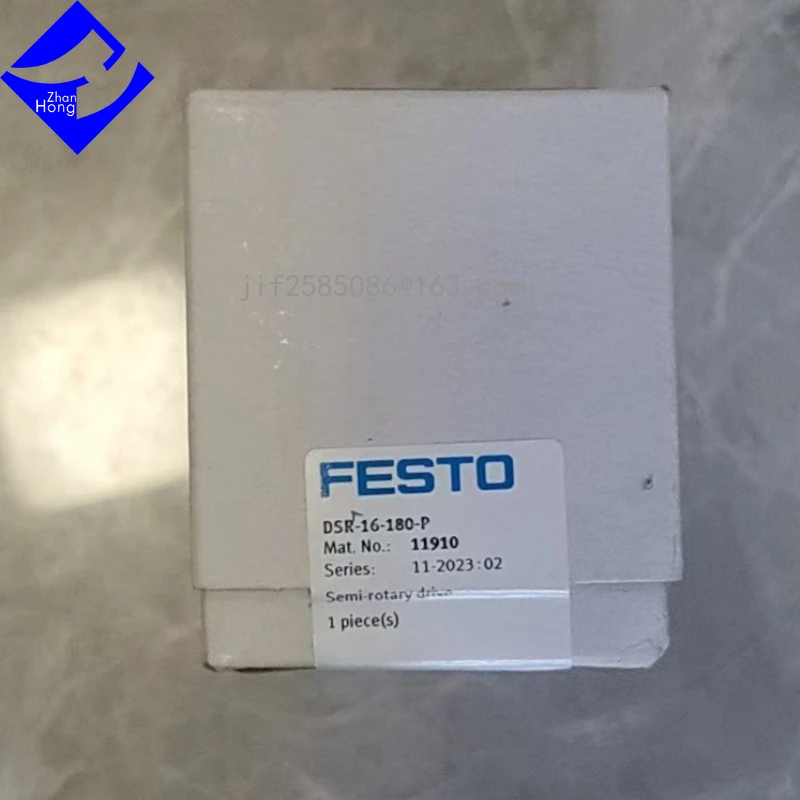 Zhan
Hong
jif2585086@163.com
FESTO
DSR-16-180-P
Mat. No.: 11910
Series: 11-2023:02
Semi-rotary drive
1 piece(s)